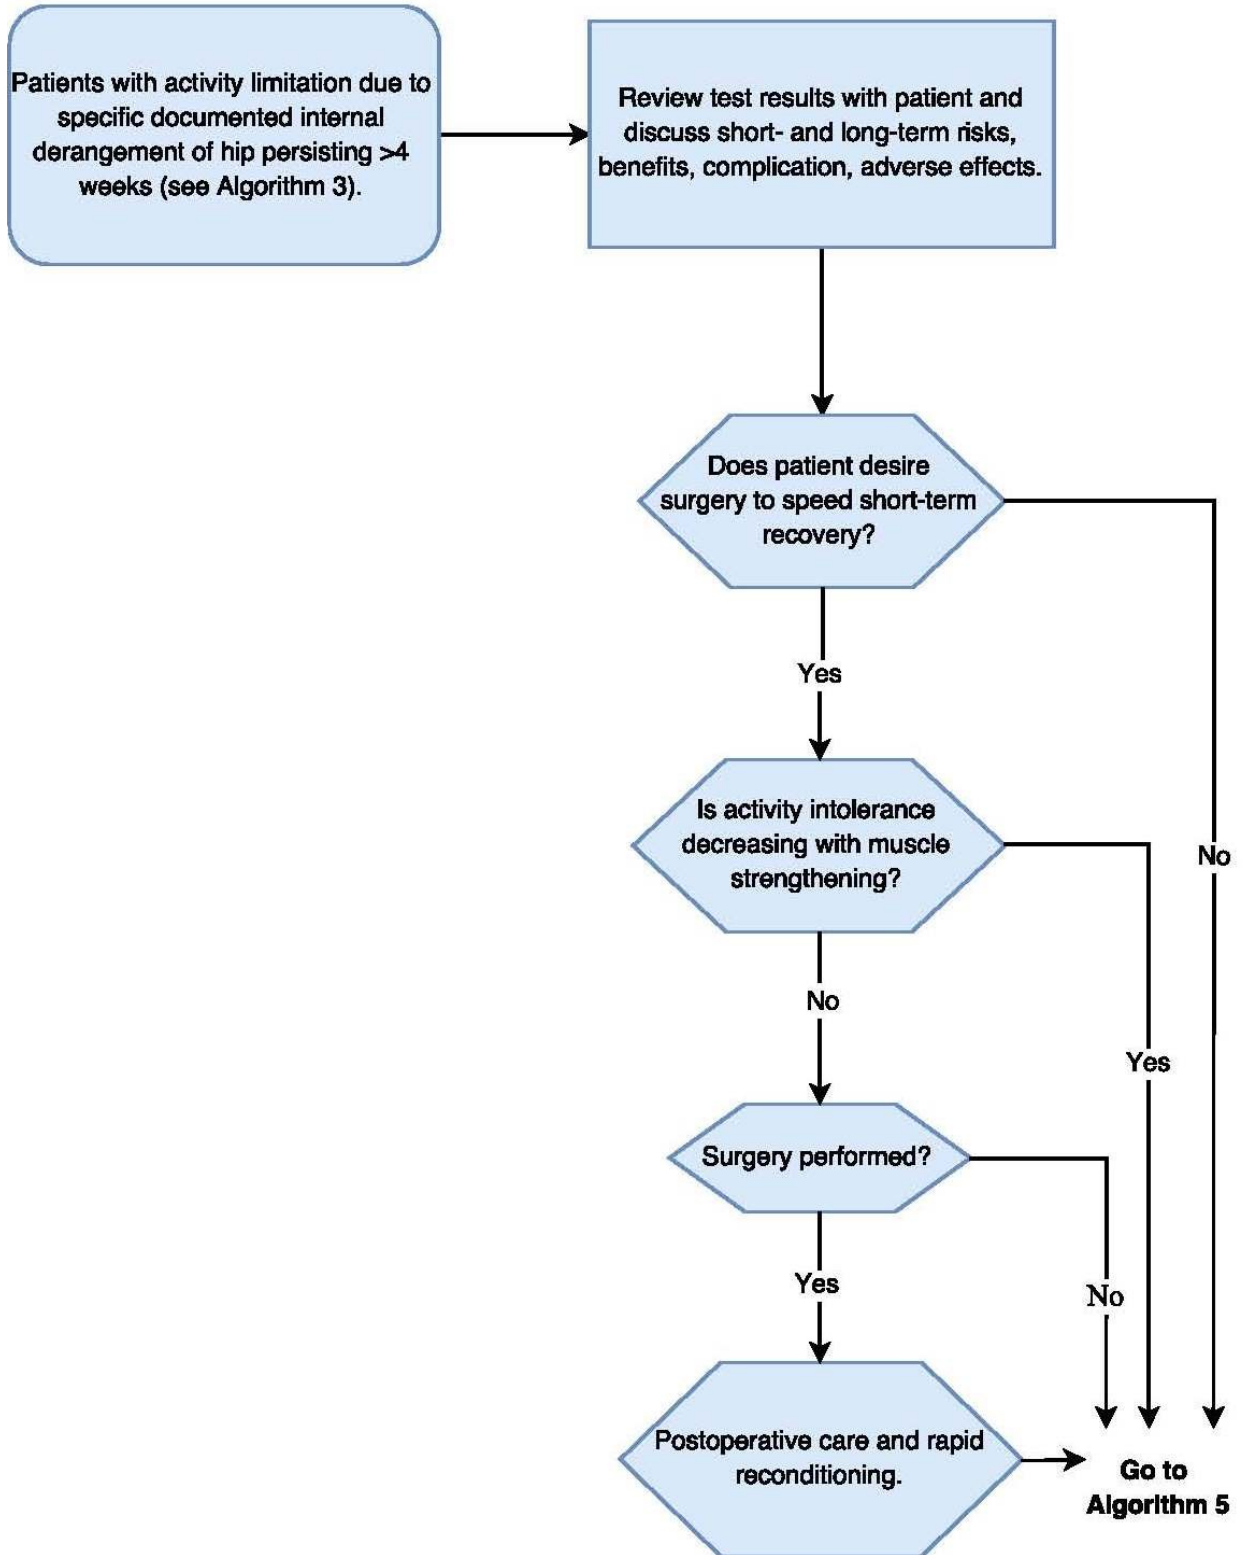 Patients with activity limitation due to
specific documented internal
derangement of hip persisting >4
weeks (see Algorithm 3).
Review test results with patient and
discuss short- and long-term risks,
benefits, complication, adverse effects.
Does patient desire
surgery to speed short-term
recovery?
Yes
No
Is activity intolerance
decreasing with muscle
strengthening?
No
Yes
Surgery performed?
Yes
No
Postoperative care and rapid
reconditioning.
Go to
Algorithm 5